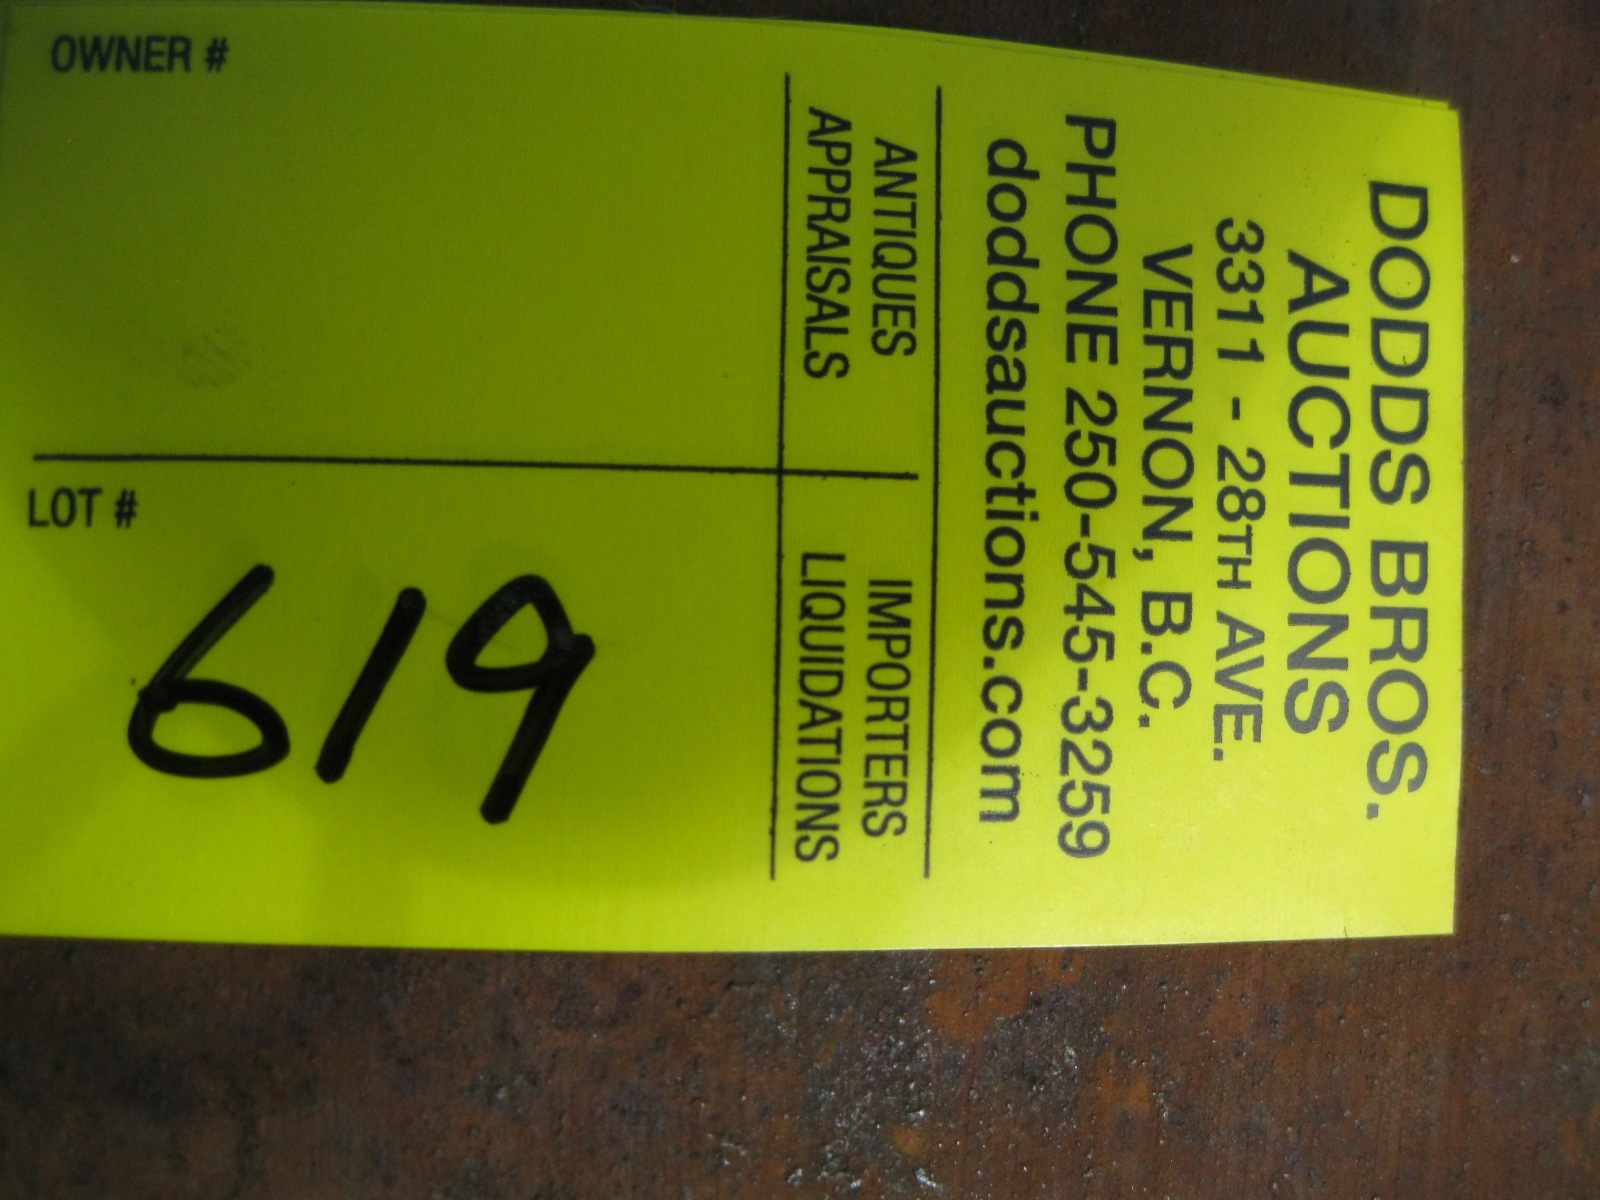 DODDS BROS.
AUCTIONS
3311 - 28TH AVE.
VERNON, B.C.
PHONE 250-545-3259
doddsauctions.com
ANTIQUES
APPRAISALS
IMPORTERS
LIQUIDATIONS
OWNER #
LOT #
619